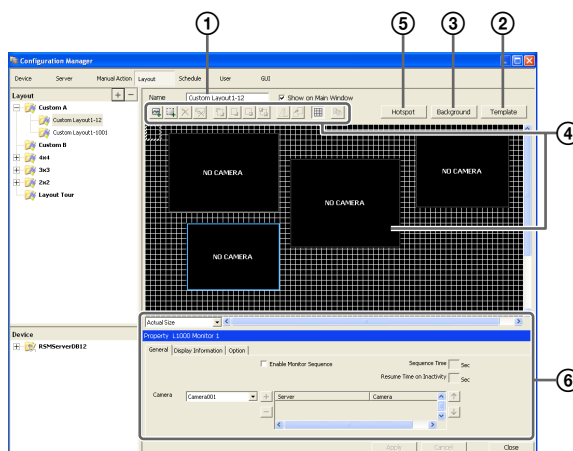 ① ⑤ ③ ②
Configuration Manager
Device Server Manual Action Layout Schedule User GUI
Layout + −
Name Custom Layout1-12 Show on Main Window
Hotspot Background Template
Custom A
Custom Layout1-12
Custom Layout1-1001
Custom B
4x4
3x3
2x2
Layout Tour
④
NO CAMERA
NO CAMERA
NO CAMERA
NO CAMERA
Actual Size
Device
RSMServerDB12
Property L1000 Monitor 1
General Display Information Option
Enable Monitor Sequence
Sequence Time Sec
Resume Time on Inactivity Sec
⑥
Camera Camera001 + Server Camera
−
Apply Cancel Close